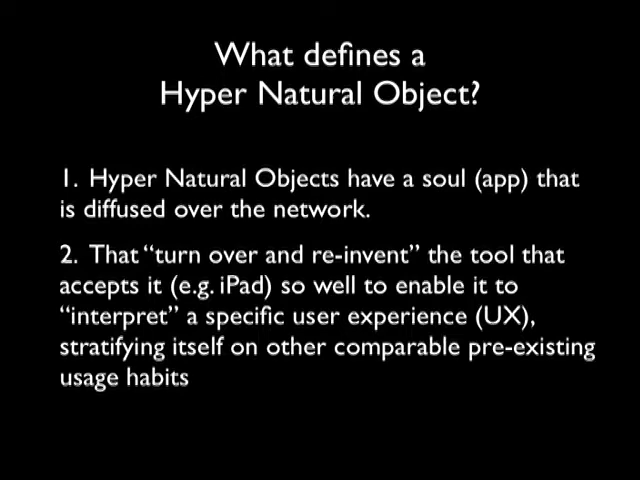 What defines a
Hyper Natural Object?
1. Hyper Natural Objects have a soul (app) that
is diffused over the network.
2. That “turn over and re-invent” the tool that
accepts it (e.g. iPad) so well to enable it to
“interpret” a specific user experience (UX),
stratifying itself on other comparable pre-existing
usage habits